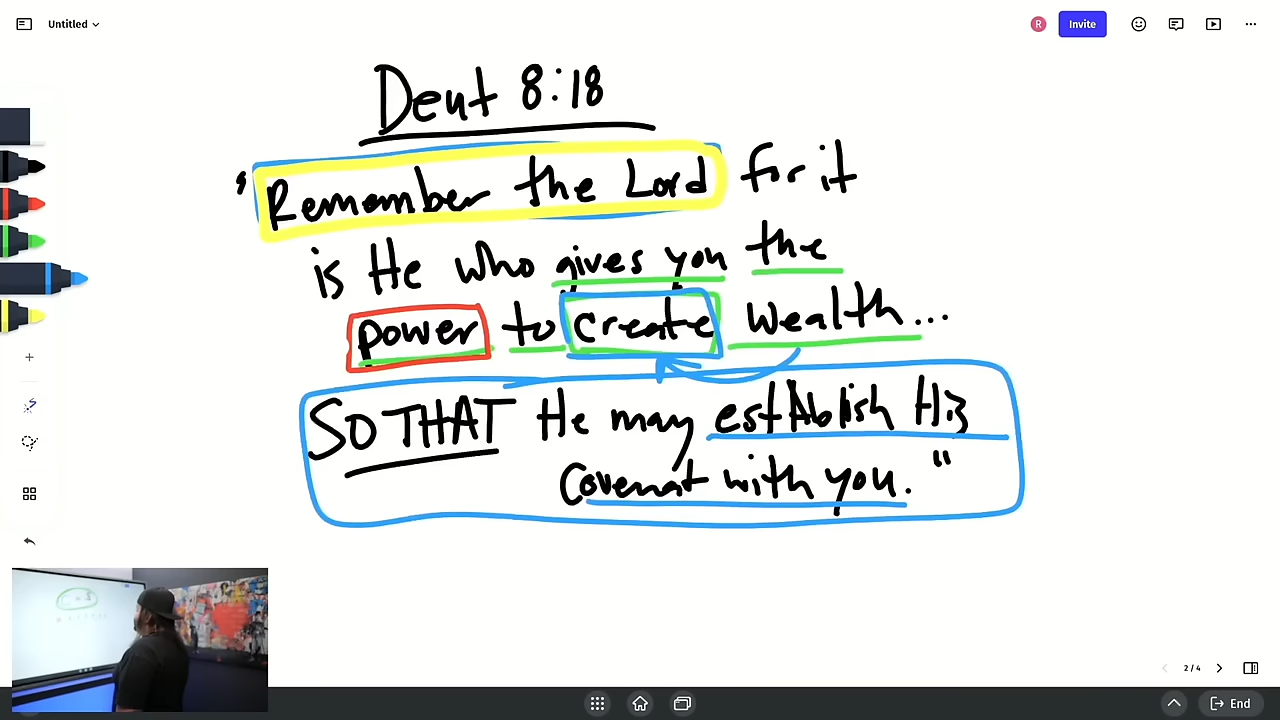 Untitled
R
Invite
Deut 8:18
"Remember the Lord for it
is He who gives you the
power to create wealth...
SO THAT He may establish His
Covenat with you."
2/4
End